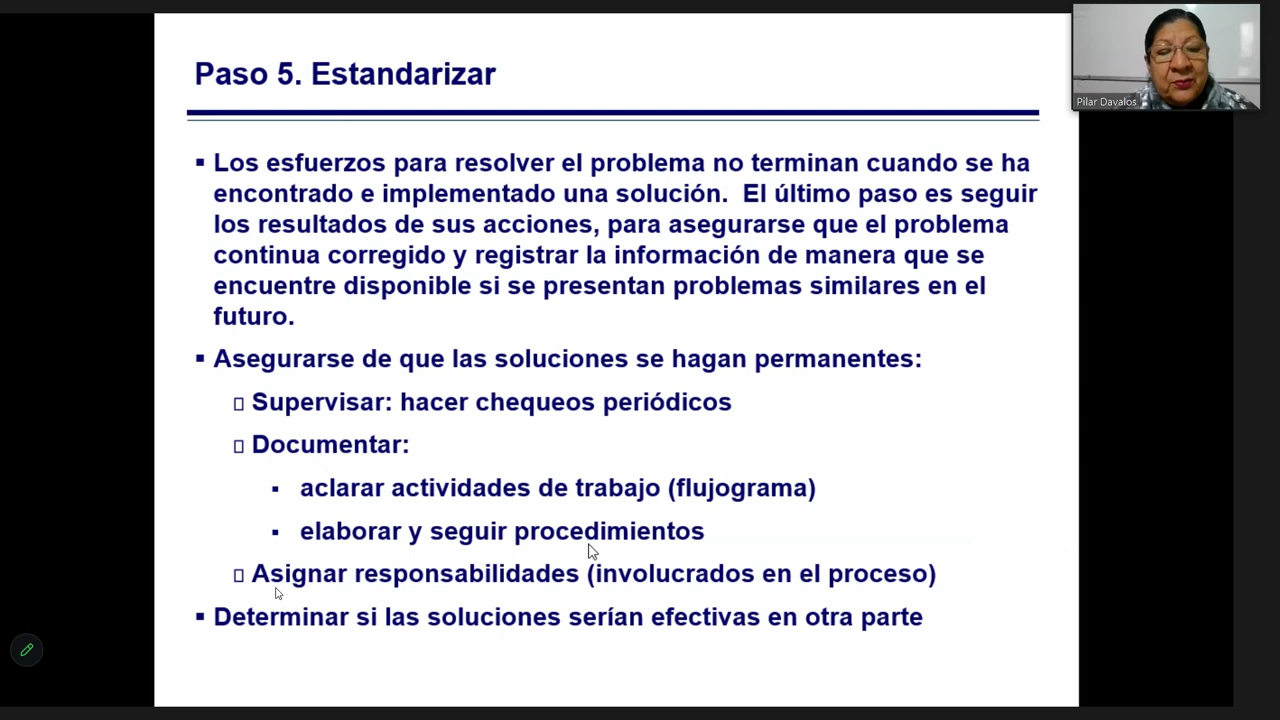 Paso 5. Estandarizar
▪ Los esfuerzos para resolver el problema no terminan cuando se ha
encontrado e implementado una solución.  El último paso es seguir
los resultados de sus acciones, para asegurarse que el problema
continua corregido y registrar la información de manera que se
encuentre disponible si se presentan problemas similares en el
futuro.
▪ Asegurarse de que las soluciones se hagan permanentes:
▯ Supervisar: hacer chequeos periódicos
▯ Documentar:
▪ aclarar actividades de trabajo (flujograma)
▪ elaborar y seguir procedimientos
▯ Asignar responsabilidades (involucrados en el proceso)
▪ Determinar si las soluciones serían efectivas en otra parte
Pilar Davalos